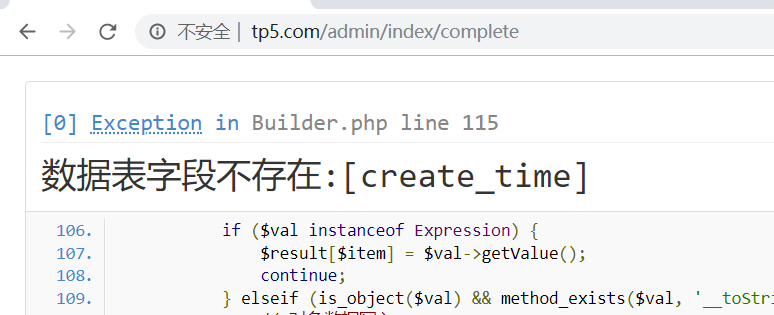 不安全 | tp5.com/admin/index/complete
[0] Exception in Builder.php line 115
数据表字段不存在:[create_time]
106. if ($val instanceof Expression) {
107. $result[$item] = $val->getValue();
108. continue;
109. } elseif (is_object($val) && method_exists($val, '__toStri